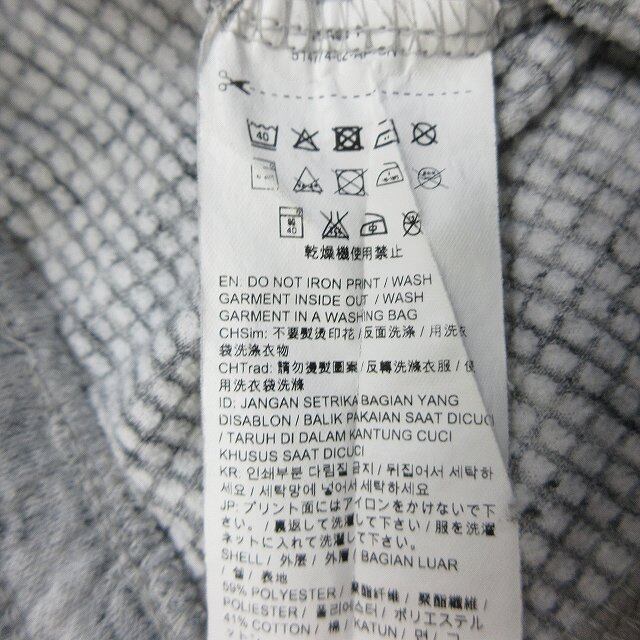 40
40
乾燥機使用禁止
EN: DO NOT IRON PRINT / WASH
GARMENT INSIDE OUT / WASH
GARMENT IN A WASHING BAG
CHSim: 不要熨烫印花 / 反面洗涤 / 用洗衣
袋洗涤衣物
CHTrad: 請勿燙熨圖案 / 反轉洗滌衣服 / 使
用洗衣袋洗滌
ID: JANGAN SETRIKA BAGIAN YANG
DISABLON / BALIK PAKAIAN SAAT DICUCI
/ TARUH DI DALAM KANTUNG CUCI
KHUSUS SAAT DICUCI
KR: 인쇄부분 다림질 금지 / 뒤집어서 세탁하
세요 / 세탁망에 넣어서 세탁하세요
JP: プリント面にはアイロンをかけないで下
さい。/ 裏返して洗濯して下さい / 服を洗濯
ネットに入れて洗濯して下さい。
SHELL / 外层 / 外層 / BAGIAN LUAR
/ 겉감 / 表地
59% POLYESTER / 聚酯纤维 / 聚酯纖維 /
POLIESTER / 폴리에스터 / ポリエステル
41% COTTON / 棉 / KATUN / 면 /